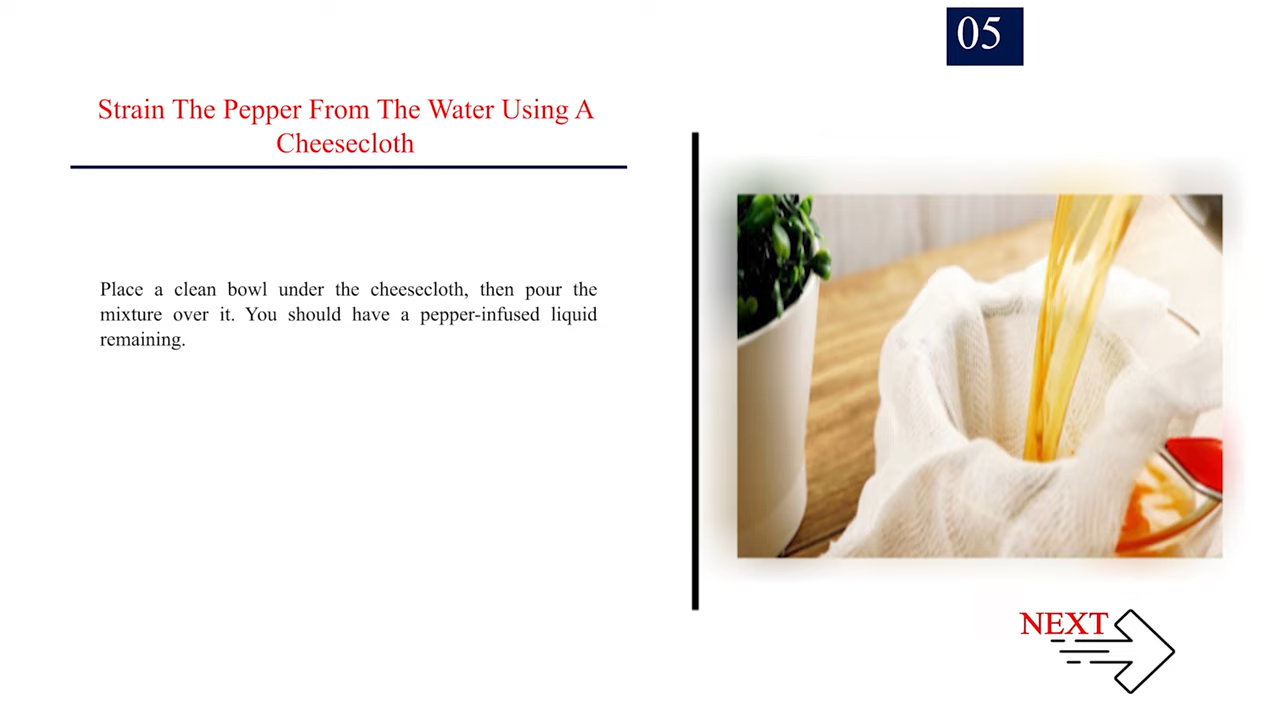 05
Strain The Pepper From The Water Using A
Cheesecloth
Place a clean bowl under the cheesecloth, then pour the
mixture over it. You should have a pepper-infused liquid
remaining.
NEXT